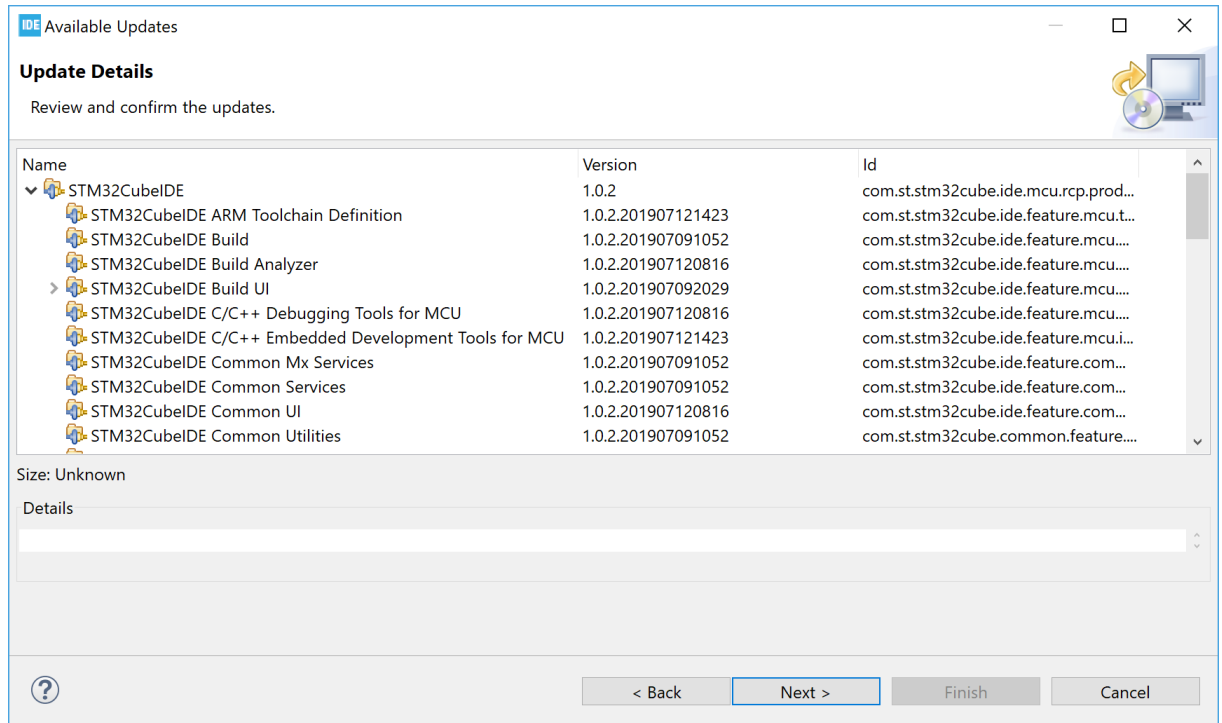 IDE Available Updates
Update Details
Review and confirm the updates.
Name Version Id
STM32CubeIDE 1.0.2 com.st.stm32cube.ide.mcu.rcp.prod...
STM32CubeIDE ARM Toolchain Definition 1.0.2.201907121423 com.st.stm32cube.ide.feature.mcu.t...
STM32CubeIDE Build 1.0.2.201907091052 com.st.stm32cube.ide.feature.mcu....
STM32CubeIDE Build Analyzer 1.0.2.201907120816 com.st.stm32cube.ide.feature.mcu....
STM32CubeIDE Build UI 1.0.2.201907092029 com.st.stm32cube.ide.feature.mcu....
STM32CubeIDE C/C++ Debugging Tools for MCU 1.0.2.201907120816 com.st.stm32cube.ide.feature.mcu....
STM32CubeIDE C/C++ Embedded Development Tools for MCU 1.0.2.201907121423 com.st.stm32cube.ide.feature.mcu.i...
STM32CubeIDE Common Mx Services 1.0.2.201907091052 com.st.stm32cube.ide.feature.com...
STM32CubeIDE Common Services 1.0.2.201907091052 com.st.stm32cube.ide.feature.com...
STM32CubeIDE Common UI 1.0.2.201907120816 com.st.stm32cube.ide.feature.com...
STM32CubeIDE Common Utilities 1.0.2.201907091052 com.st.stm32cube.common.feature....
Size: Unknown
Details
< Back Next > Finish Cancel